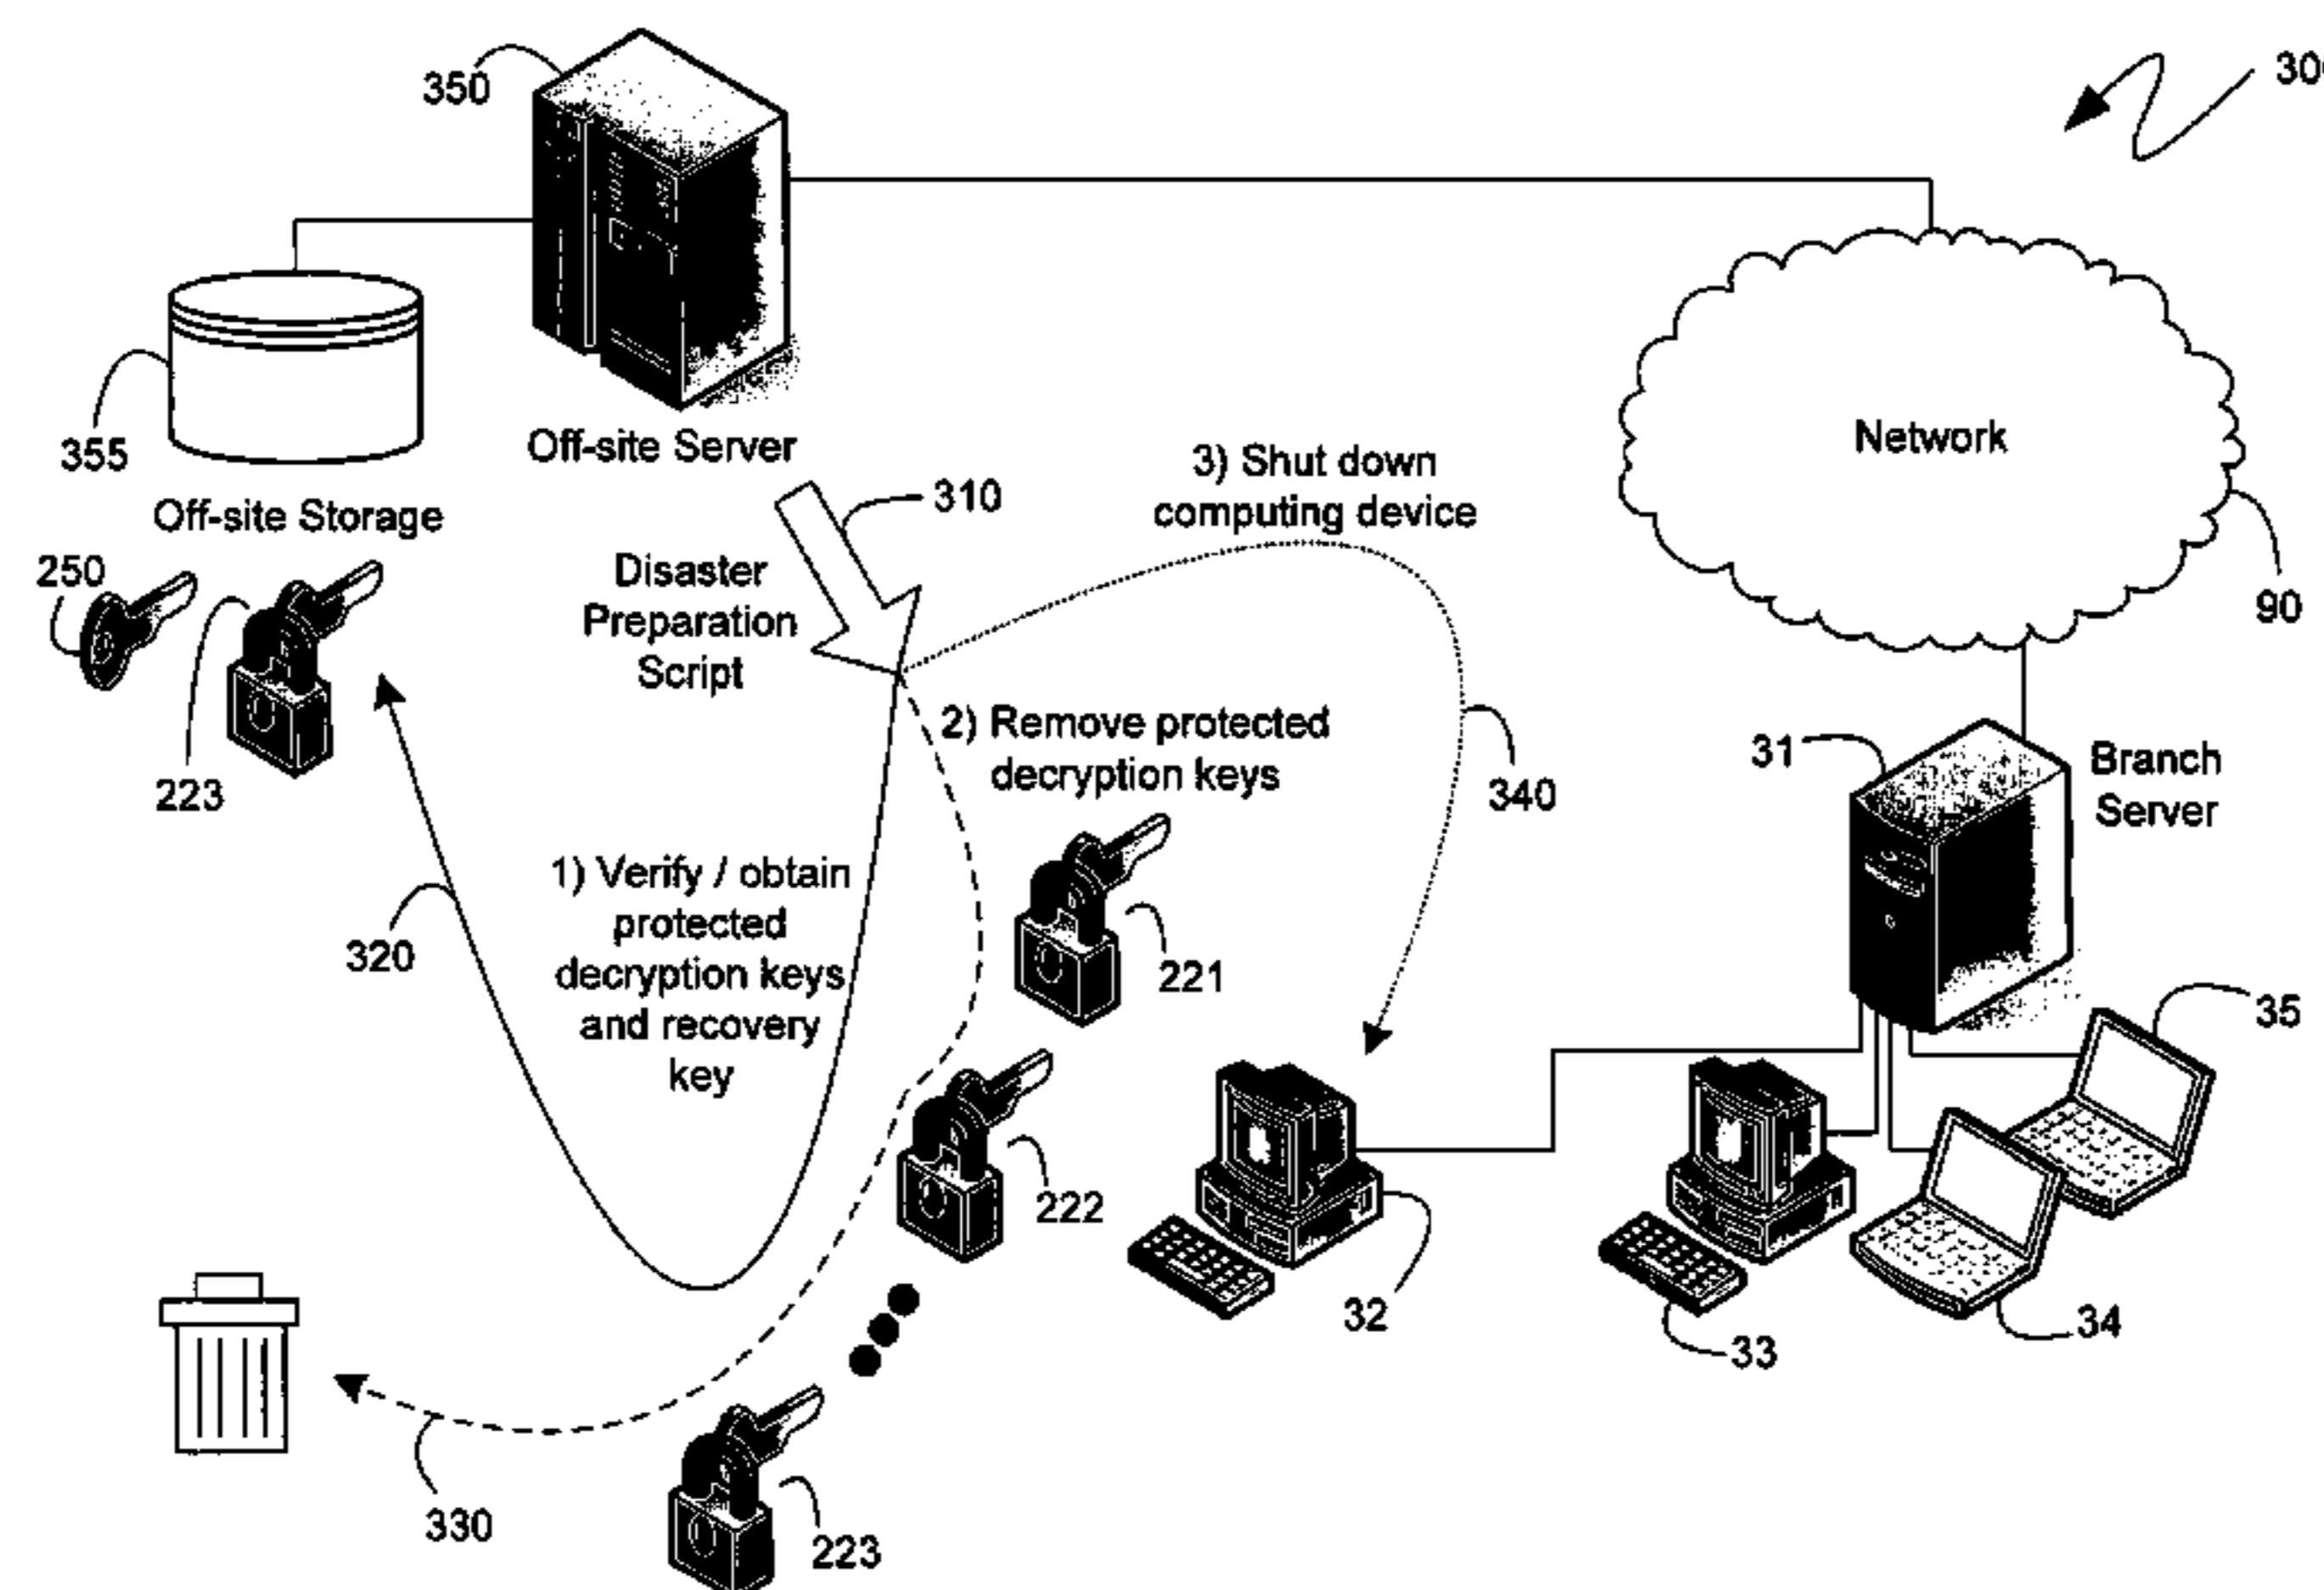 350
300
355
Off-site Server
Network
Off-site Storage
310
3) Shut down
computing device
250
223
Disaster
Preparation
Script
90
2) Remove protected
decryption keys
340
31
Branch
Server
1) Verify / obtain
protected
decryption keys
and recovery
key
320
221
35
222
32
33
34
330
223